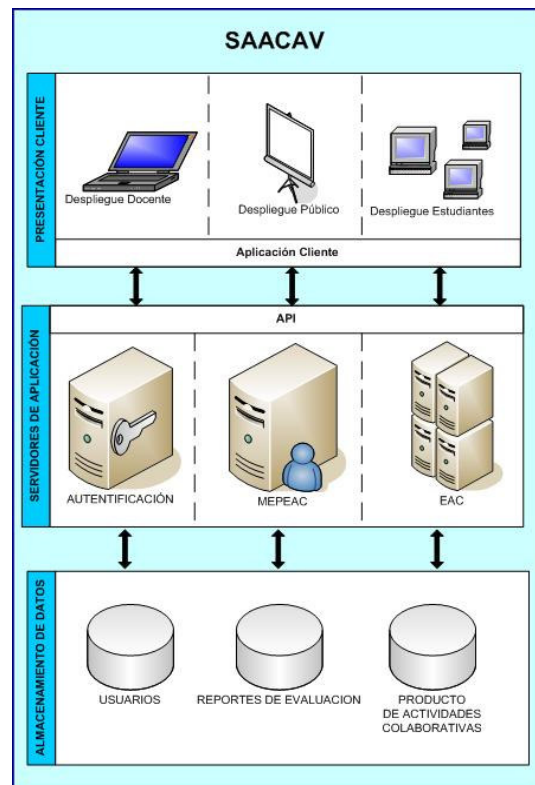 SAACAV
PRESENTACIÓN CLIENTE
Despliegue Docente
Despliegue Público
Despliegue Estudiantes
Aplicación Cliente
SERVIDORES DE APLICACIÓN
API
AUTENTIFICACIÓN
MEPEAC
EAC
ALMACENAMIENTO DE DATOS
USUARIOS
REPORTES DE EVALUACION
PRODUCTO
DE ACTIVIDADES
COLABORATIVAS